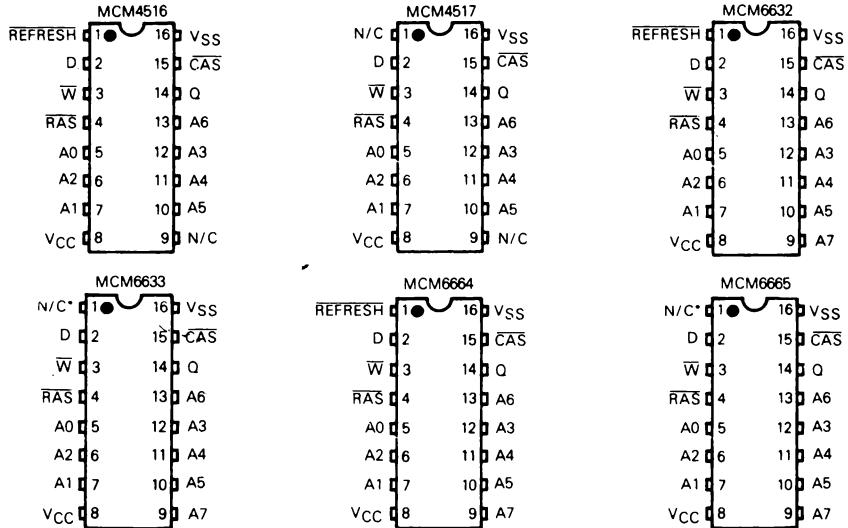 MCM4516
REFRESH 1 16 VSS
D 2 15 CAS
W 3 14 Q
RAS 4 13 A6
A0 5 12 A3
A2 6 11 A4
A1 7 10 A5
VCC 8 9 N/C
MCM4517
N/C 1 16 VSS
D 2 15 CAS
W 3 14 Q
RAS 4 13 A6
A0 5 12 A3
A2 6 11 A4
A1 7 10 A5
VCC 8 9 N/C
MCM6632
REFRESH 1 16 VSS
D 2 15 CAS
W 3 14 Q
RAS 4 13 A6
A0 5 12 A3
A2 6 11 A4
A1 7 10 A5
VCC 8 9 A7
MCM6633
N/C* 1 16 VSS
D 2 15 CAS
W 3 14 Q
RAS 4 13 A6
A0 5 12 A3
A2 6 11 A4
A1 7 10 A5
VCC 8 9 A7
MCM6664
REFRESH 1 16 VSS
D 2 15 CAS
W 3 14 Q
RAS 4 13 A6
A0 5 12 A3
A2 6 11 A4
A1 7 10 A5
VCC 8 9 A7
MCM6665
N/C* 1 16 VSS
D 2 15 CAS
W 3 14 Q
RAS 4 13 A6
A0 5 12 A3
A2 6 11 A4
A1 7 10 A5
VCC 8 9 A7